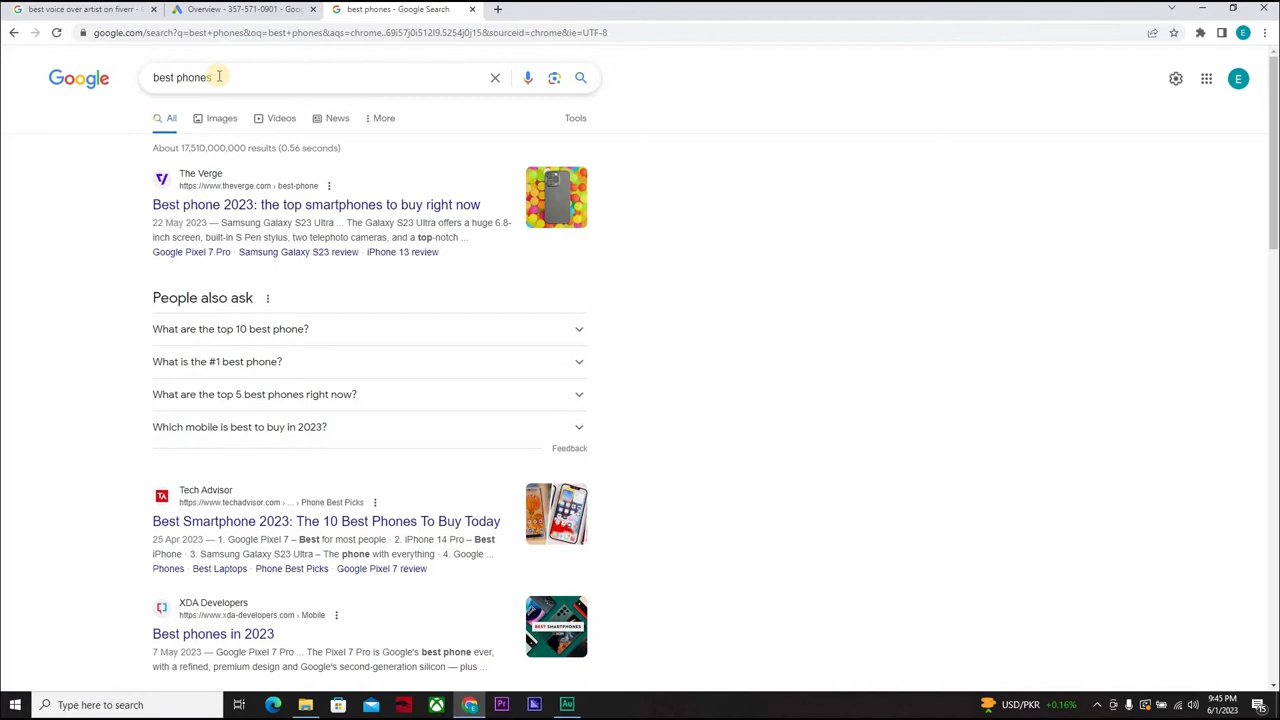 best voice over artist on fiverr -
Overview - 357-571-0901 - Goo
best phones - Google Search
google.com/search?q=best+phones&oq=best+phones&aqs=chrome..69i57j0i512l9.5254j0j15&sourceid=chrome&ie=UTF-8
E
Google
best phones
E
All
Images
Videos
News
More
Tools
About 17,510,000,000 results (0.56 seconds)
The Verge
https://www.theverge.com › best-phone
Best phone 2023: the top smartphones to buy right now
22 May 2023 — Samsung Galaxy S23 Ultra ... The Galaxy S23 Ultra offers a huge 6.8-
inch screen, built-in S Pen stylus, two telephoto cameras, and a top-notch ...
Google Pixel 7 Pro · Samsung Galaxy S23 review · iPhone 13 review
People also ask
What are the top 10 best phone?
What is the #1 best phone?
What are the top 5 best phones right now?
Which mobile is best to buy in 2023?
Feedback
TA
Tech Advisor
https://www.techadvisor.com › ... › Phone Best Picks
Best Smartphone 2023: The 10 Best Phones To Buy Today
25 Apr 2023 — 1. Google Pixel 7 – Best for most people · 2. iPhone 14 Pro – Best
iPhone · 3. Samsung Galaxy S23 Ultra – The phone with everything · 4. Google ...
Phones · Best Laptops · Phone Best Picks · Google Pixel 7 review
XDA Developers
https://www.xda-developers.com › Mobile
Best phones in 2023
7 May 2023 — Google Pixel 7 Pro ... The Pixel 7 Pro is Google's best phone ever,
with a refined, premium design and Google's second-generation silicon — plus ...
BEST SMARTPHONES
Type here to search
Pr
Au
USD/PKR
+0.16%
9:45 PM
6/1/2023
15